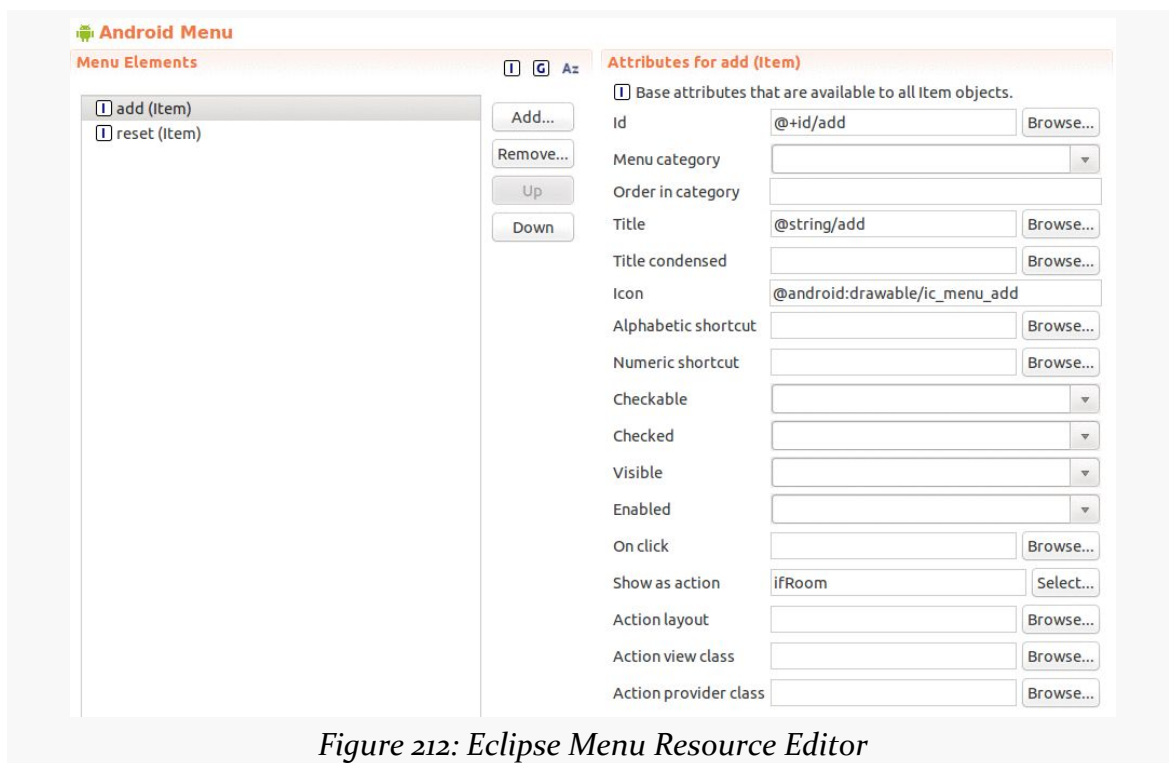 Android Menu
Menu Elements
I G Az
add (Item)
reset (Item)
Add...
Remove...
Up
Down
Attributes for add (Item)
I Base attributes that are available to all Item objects.
Id @+id/add Browse...
Menu category
Order in category
Title @string/add Browse...
Title condensed Browse...
Icon @android:drawable/ic_menu_add
Alphabetic shortcut Browse...
Numeric shortcut Browse...
Checkable
Checked
Visible
Enabled
On click Browse...
Show as action ifRoom Select...
Action layout Browse...
Action view class Browse...
Action provider class Browse...
Figure 212: Eclipse Menu Resource Editor